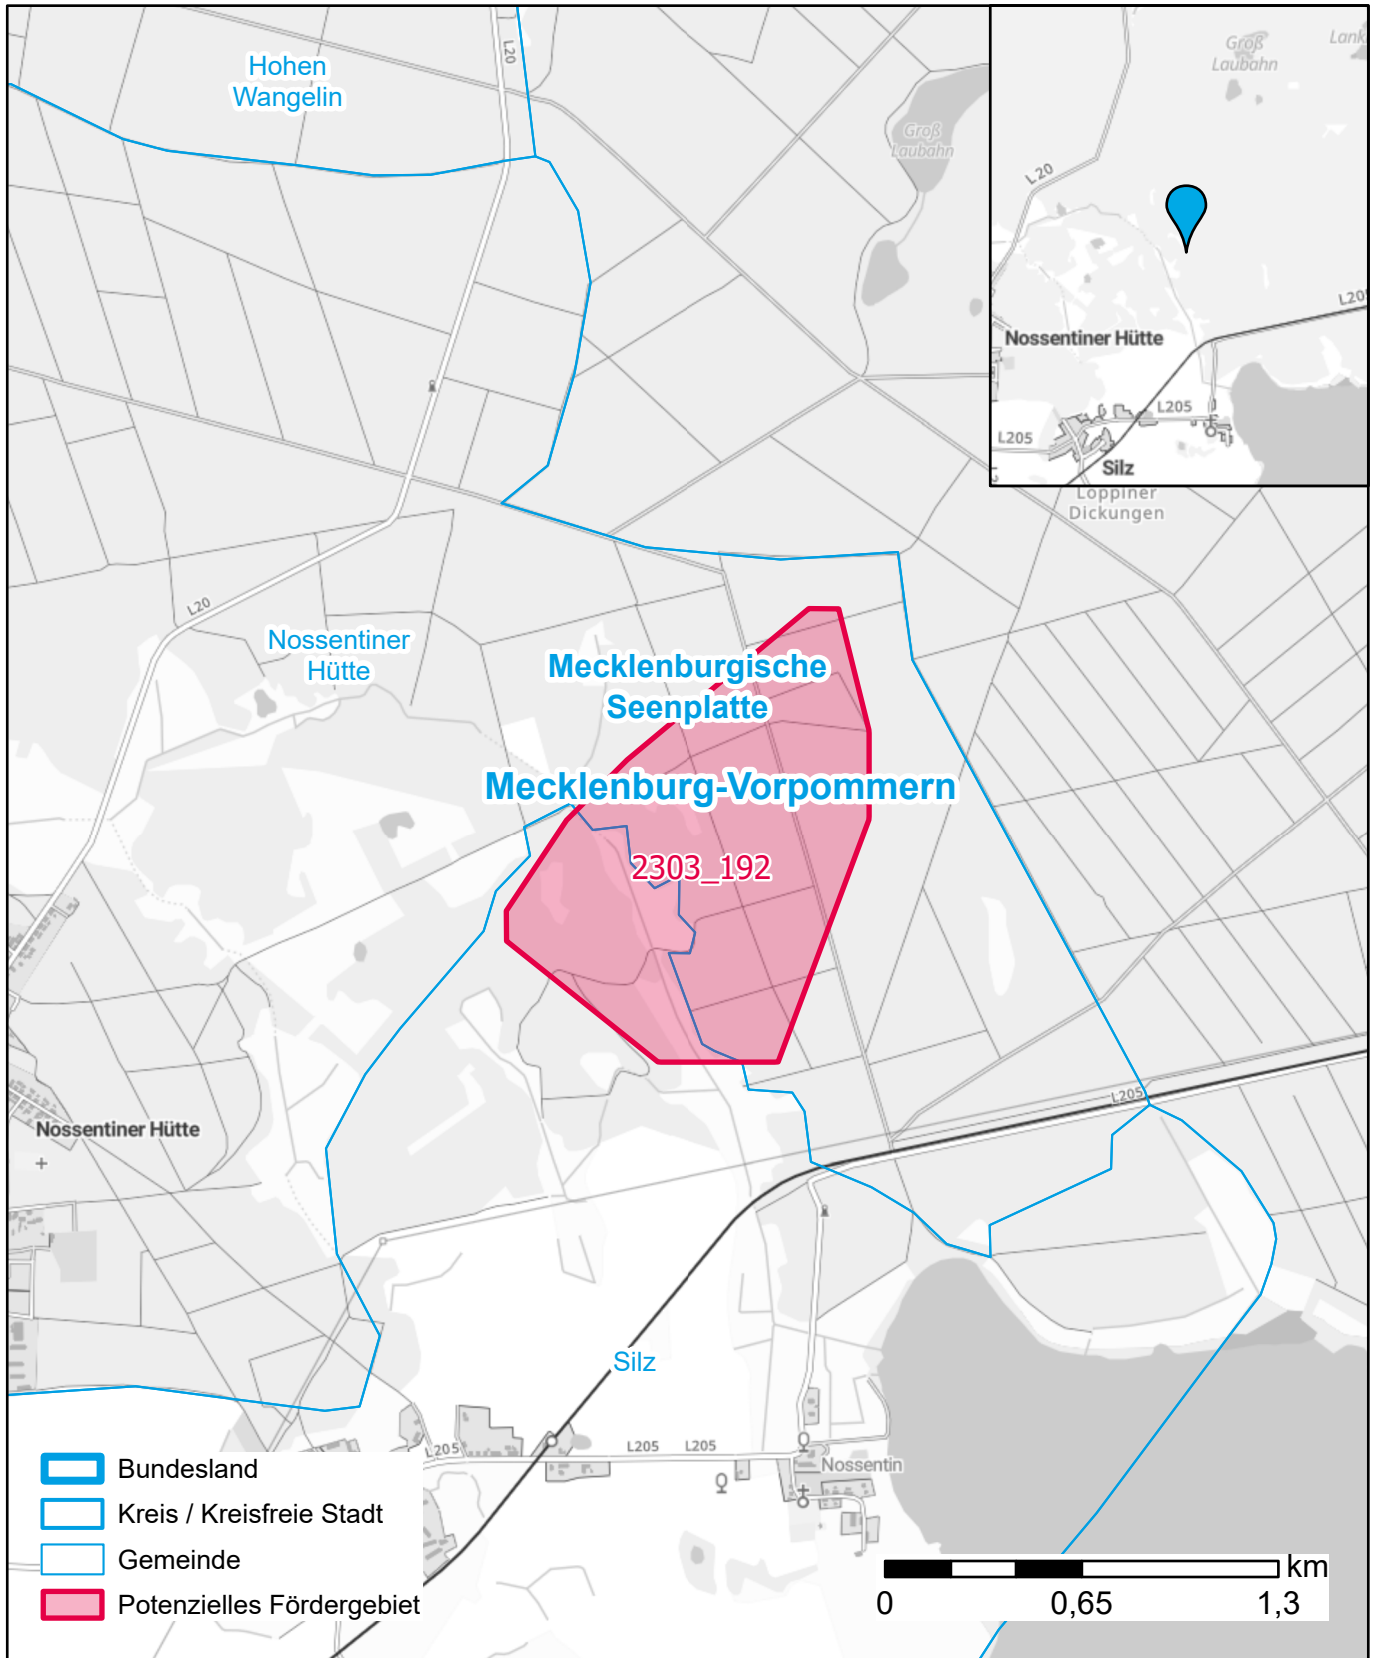 Hohen
Wangelin
L20
Groß
Laubahn
Groß
Laubahn
L20
L205
Nossentiner Hütte
L205
L205
Silz
Loppiner
Dickungen
L20
Nossentiner
Hütte
Mecklenburgische
Seenplatte
Mecklenburg-Vorpommern
2303_192
L205
Nossentiner Hütte
Silz
L205
L205
L205
Nossentin
Bundesland
Kreis / Kreisfreie Stadt
Gemeinde
Potenzielles Fördergebiet
km
0
0,65
1,3